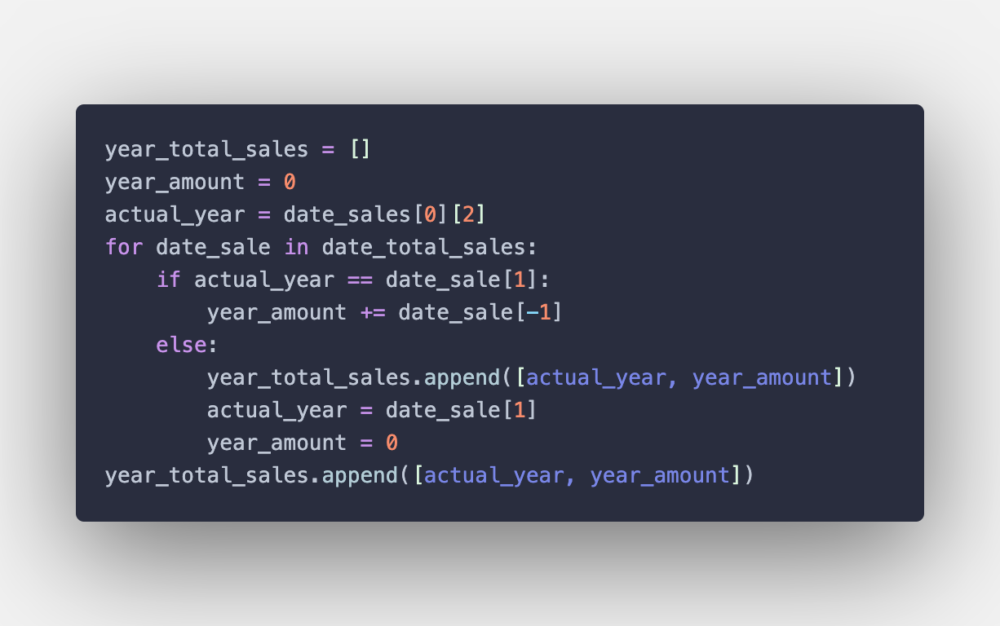 year_total_sales = []
year_amount = 0
actual_year = date_sales[0][2]
for date_sale in date_total_sales:
    if actual_year == date_sale[1]:
        year_amount += date_sale[-1]
    else:
        year_total_sales.append([actual_year, year_amount])
        actual_year = date_sale[1]
        year_amount = 0
year_total_sales.append([actual_year, year_amount])